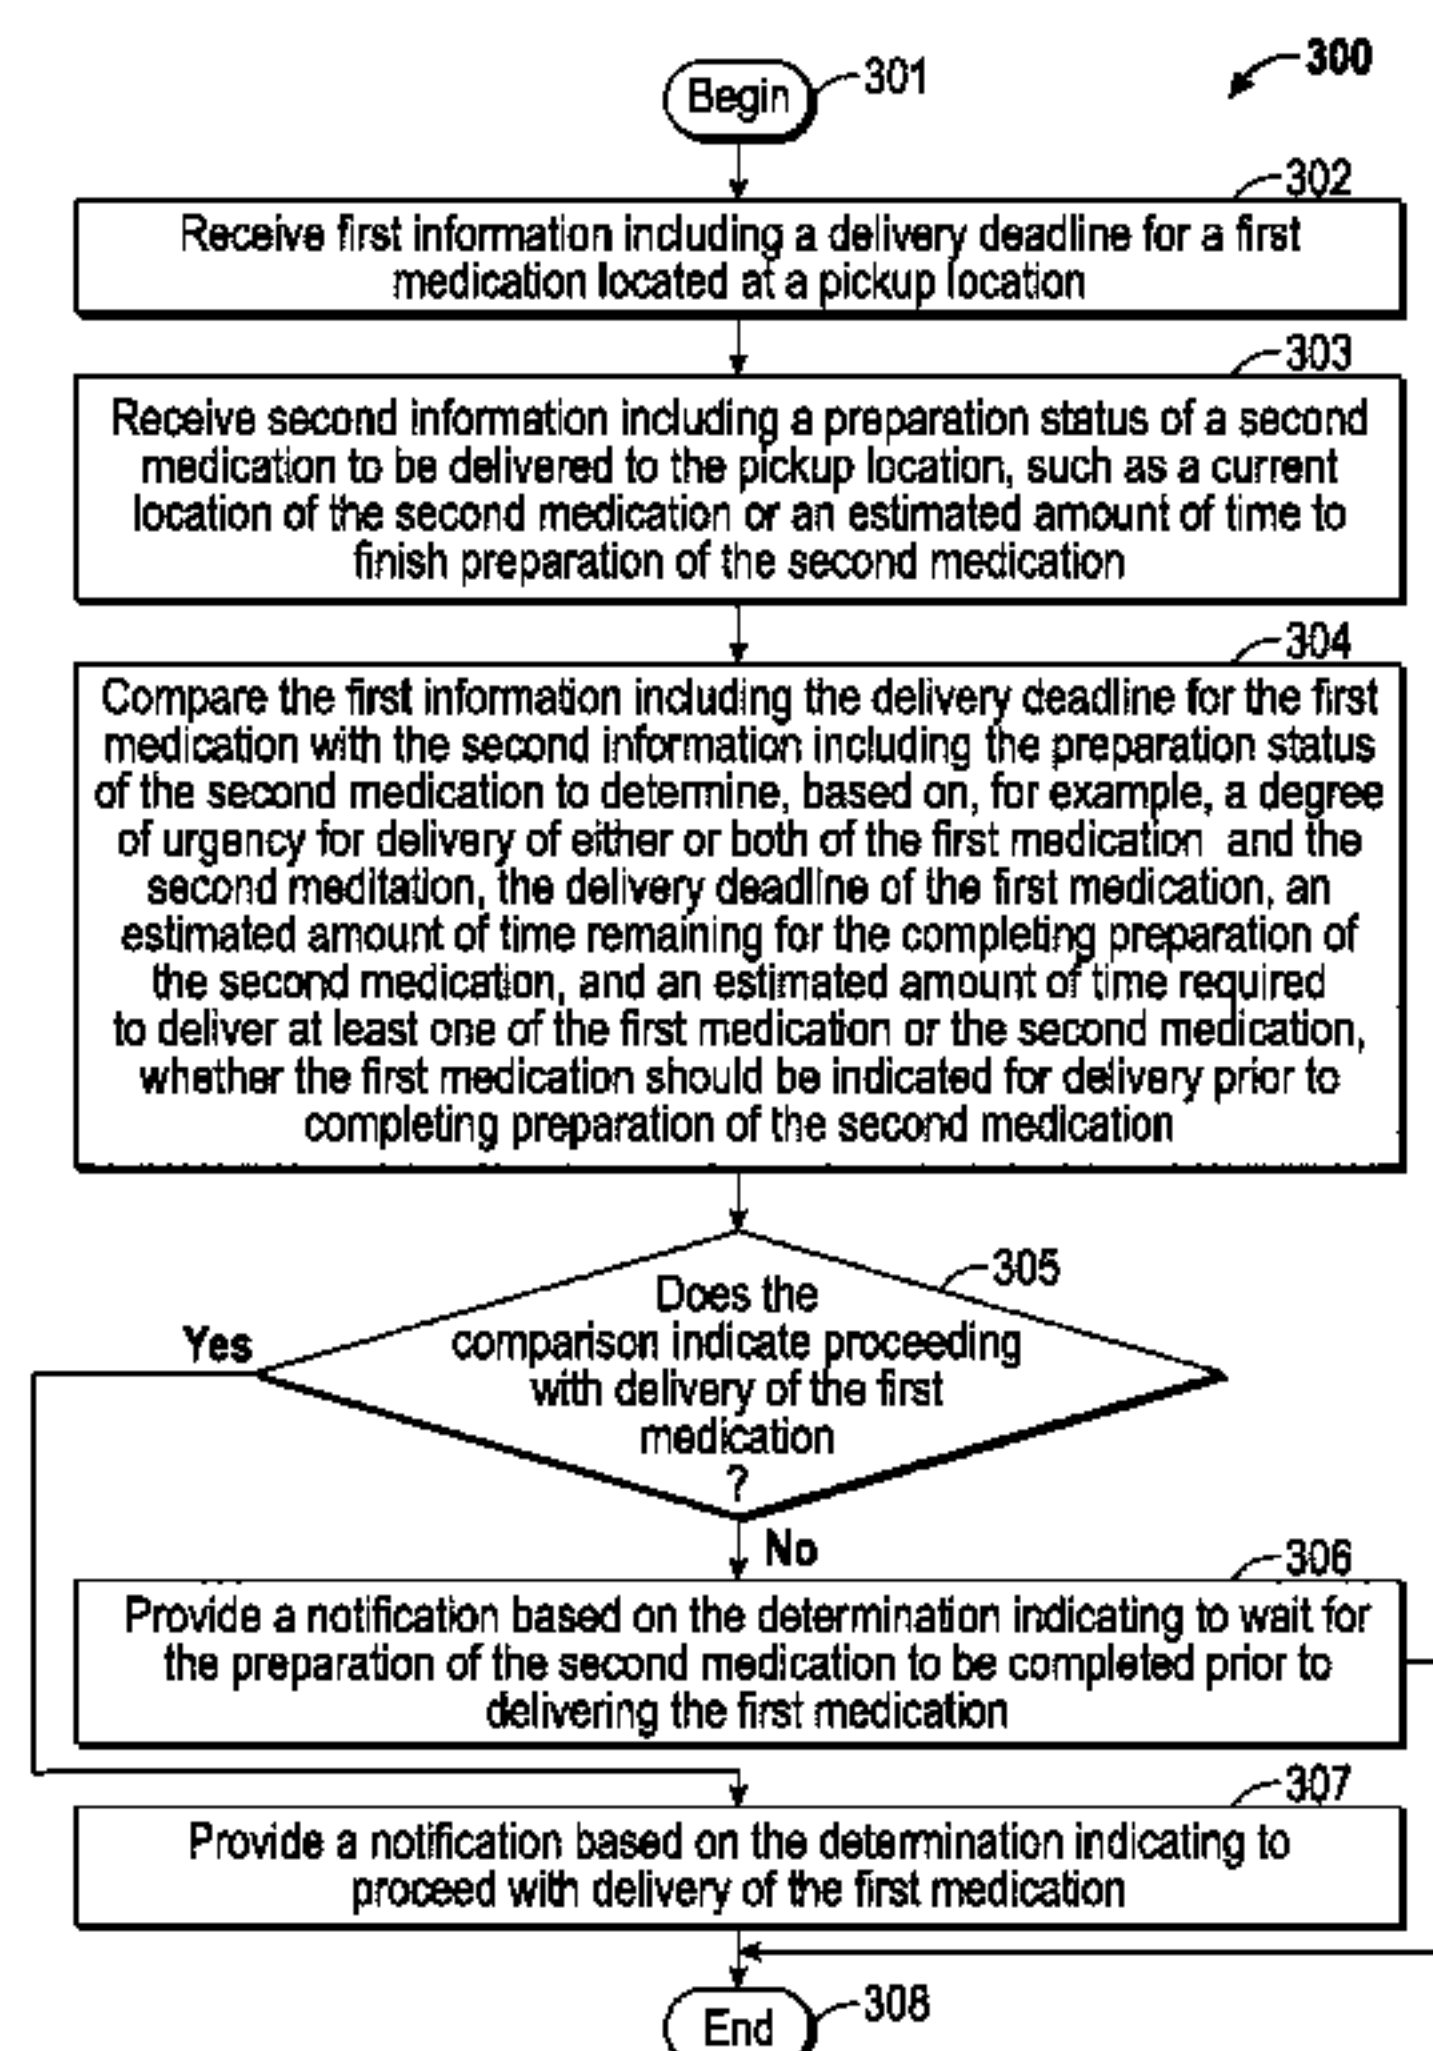 300
Begin
301
302
Receive first information including a delivery deadline for a first
medication located at a pickup location
303
Receive second information including a preparation status of a second
medication to be delivered to the pickup location, such as a current
location of the second medication or an estimated amount of time to
finish preparation of the second medication
304
Compare the first information including the delivery deadline for the first
medication with the second information including the preparation status
of the second medication to determine, based on, for example, a degree
of urgency for delivery of either or both of the first medication and the
second meditation, the delivery deadline of the first medication, an
estimated amount of time remaining for the completing preparation of
the second medication, and an estimated amount of time required
to deliver at least one of the first medication or the second medication,
whether the first medication should be indicated for delivery prior to
completing preparation of the second medication
305
Does the
comparison indicate proceeding
with delivery of the first
medication
?
Yes
No
306
Provide a notification based on the determination indicating to wait for
the preparation of the second medication to be completed prior to
delivering the first medication
307
Provide a notification based on the determination indicating to
proceed with delivery of the first medication
End
308